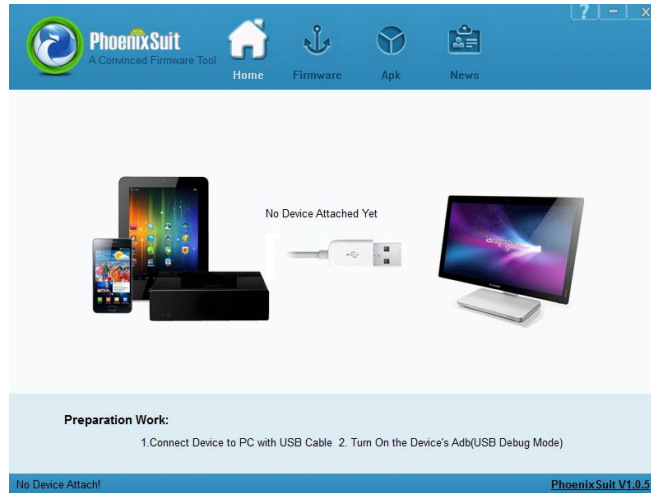 ? - x
PhoenixSuit
A Convinced Firmware Tool
Home Firmware Apk News
No Device Attached Yet
Preparation Work:
1.Connect Device to PC with USB Cable 2. Turn On the Device's Adb(USB Debug Mode)
No Device Attach! PhoenixSuit V1.0.5